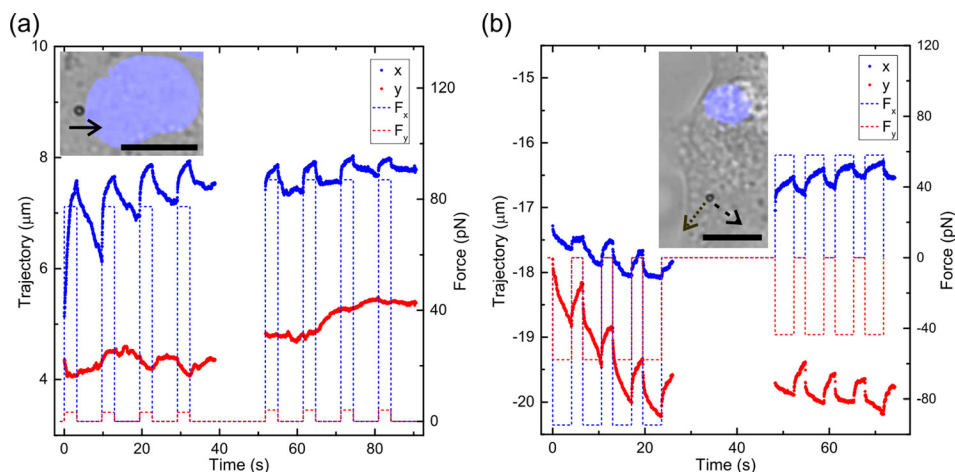 (a)
10
8
6
4
Trajectory (μm)
0 20 40 60 80
Time (s)
120
80
40
0
Force (pN)
x
y
Fx
Fy
(b)
-15
-16
-17
-18
-19
-20
Trajectory (μm)
0 20 40 60
Time (s)
120
80
40
0
-40
-80
Force (pN)
x
y
Fx
Fy